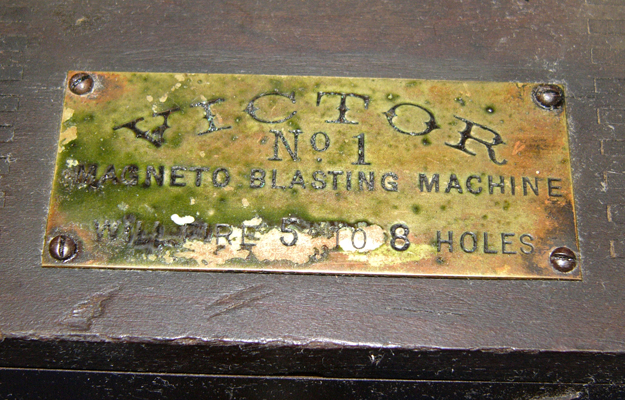 VICTOR
No 1
MAGNETO BLASTING MACHINE
WILL FIRE 5 TO 8 HOLES